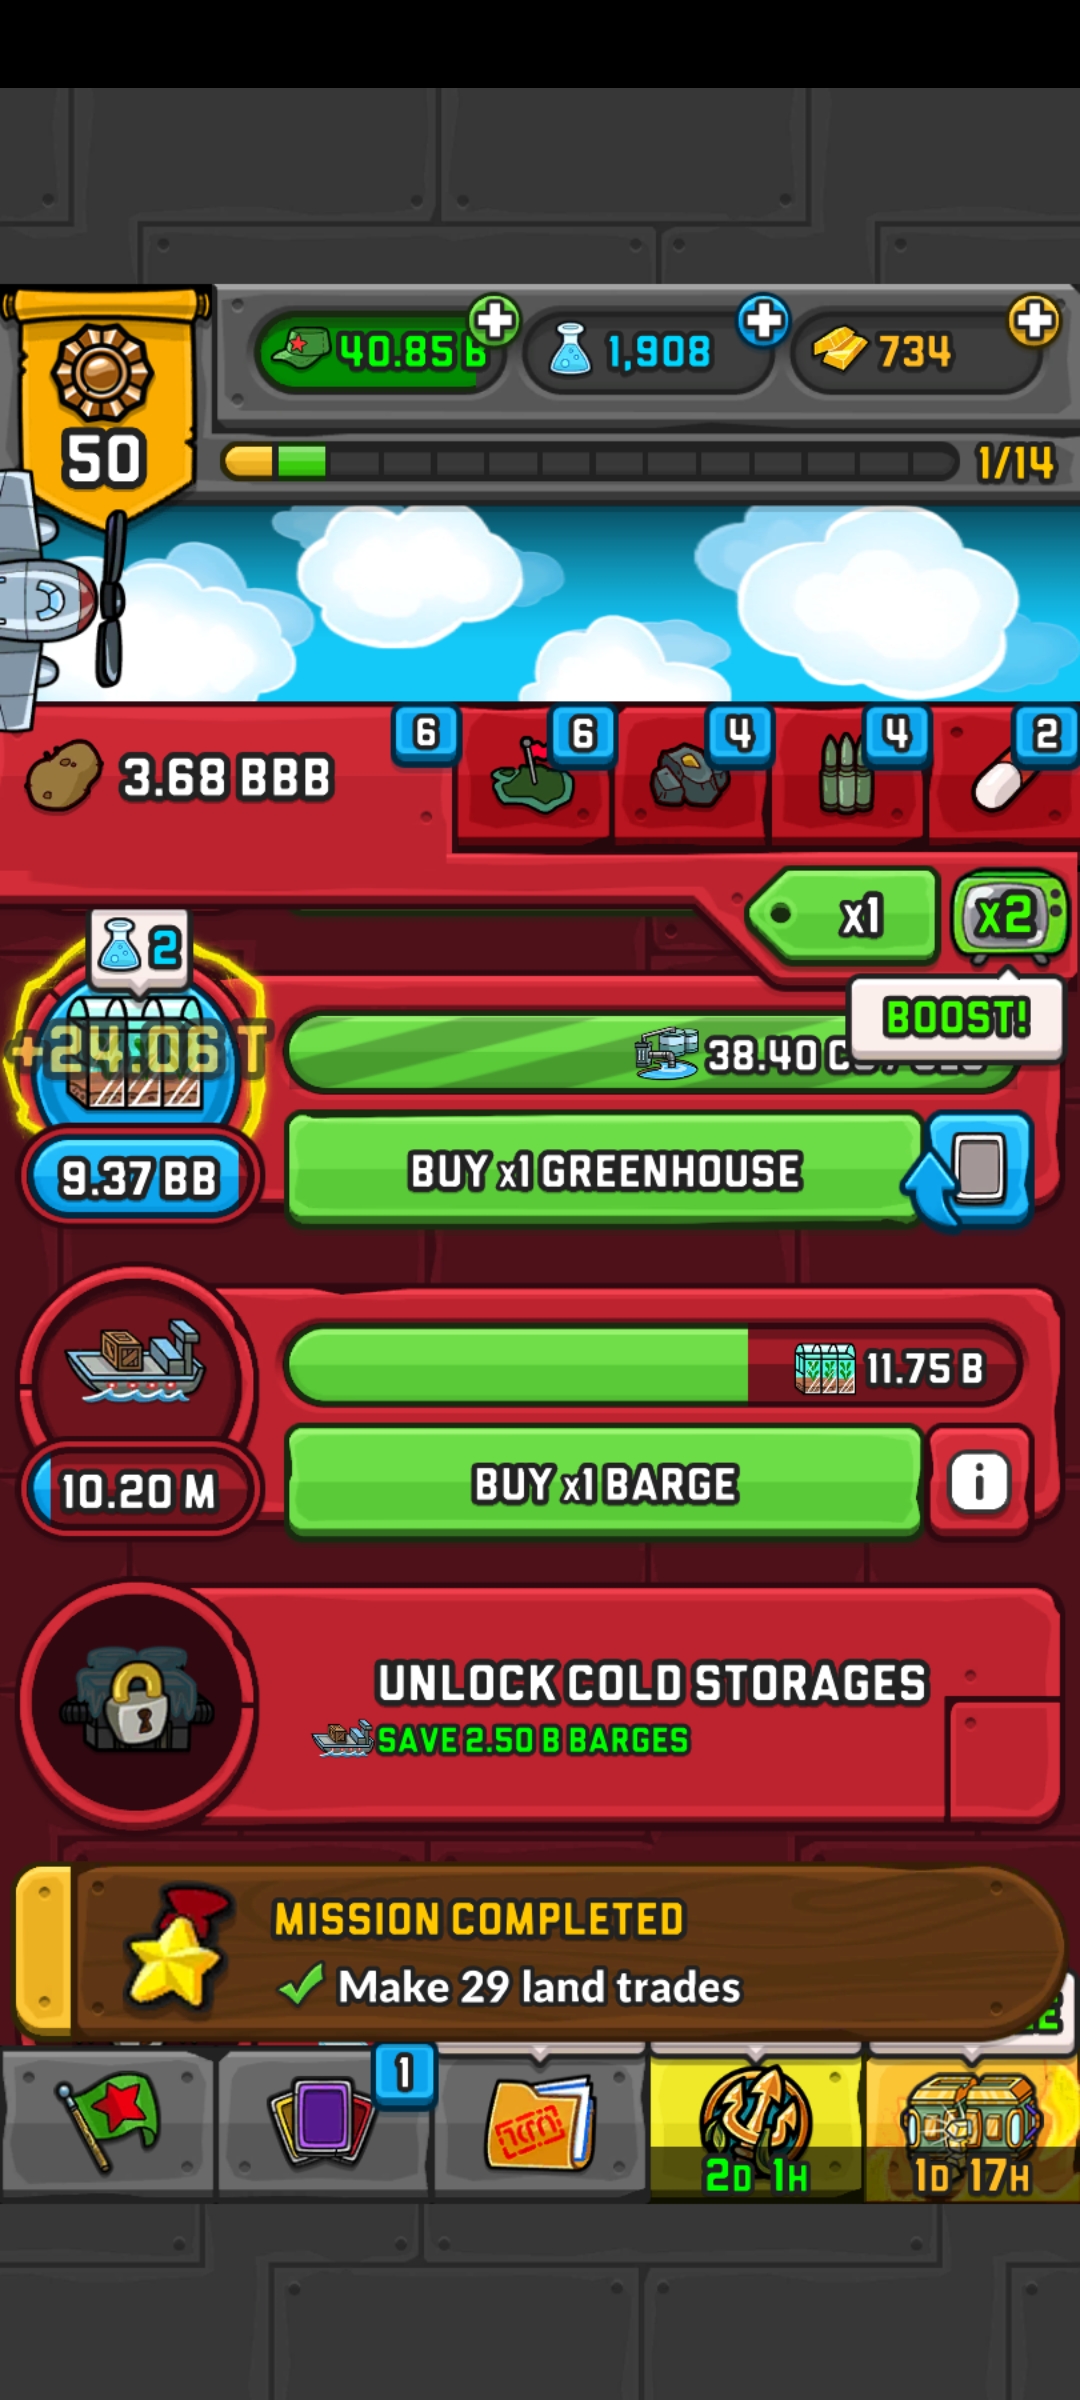 50
40.85 B
1,908
734
1/14
3.68 BBB
6
6
4
4
2
x1
x2
BOOST!
2
+24.06 T
38.40 C
9.37 BB
BUY x1 GREENHOUSE
11.75 B
10.20 M
BUY x1 BARGE
i
UNLOCK COLD STORAGES
SAVE 2.50 B BARGES
MISSION COMPLETED
Make 29 land trades
1
2D 1H
1D 17H